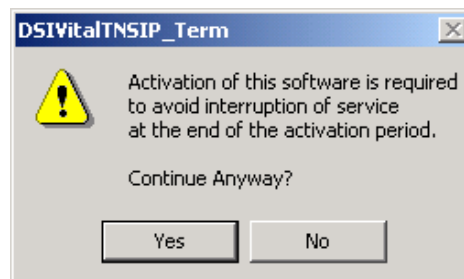 DSIVitalTNSIP_Term
Activation of this software is required
to avoid interruption of service
at the end of the activation period.
Continue Anyway?
Yes
No